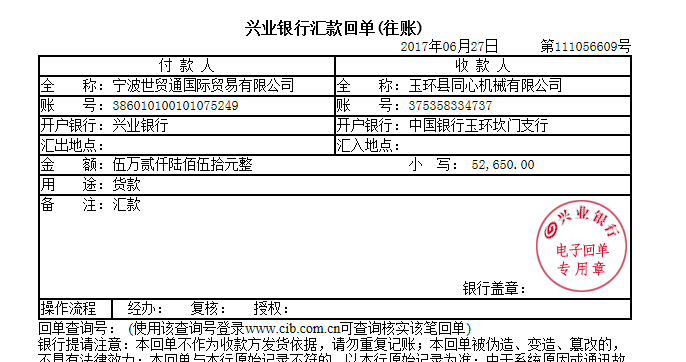 兴业银行汇款回单(往账)
2017年06月27日 第111056609号
付 款 人 收 款 人
全 称：宁波世贸通国际贸易有限公司 全 称：玉环县同心机械有限公司
账 号：386010100101075249 账 号：375358334737
开户银行：兴业银行 开户银行：中国银行玉环坎门支行
汇出地点： 汇入地点：
金 额：伍万贰仟陆佰伍拾元整 小 写： 52,650.00
用 途：货款
备 注：汇款
兴业银行
电子回单
专用章
银行盖章：
操作流程 经办： 复核： 授权：
回单查询号： (使用该查询号登录www.cib.com.cn可查询核实该笔回单)
银行提请注意：本回单不作为收款方发货依据，请勿重复记账；本回单被伪造、变造、篡改的，
不具有法律效力；本回单与本行原始记录不符的，以本行原始记录为准；由于系统原因或通讯故